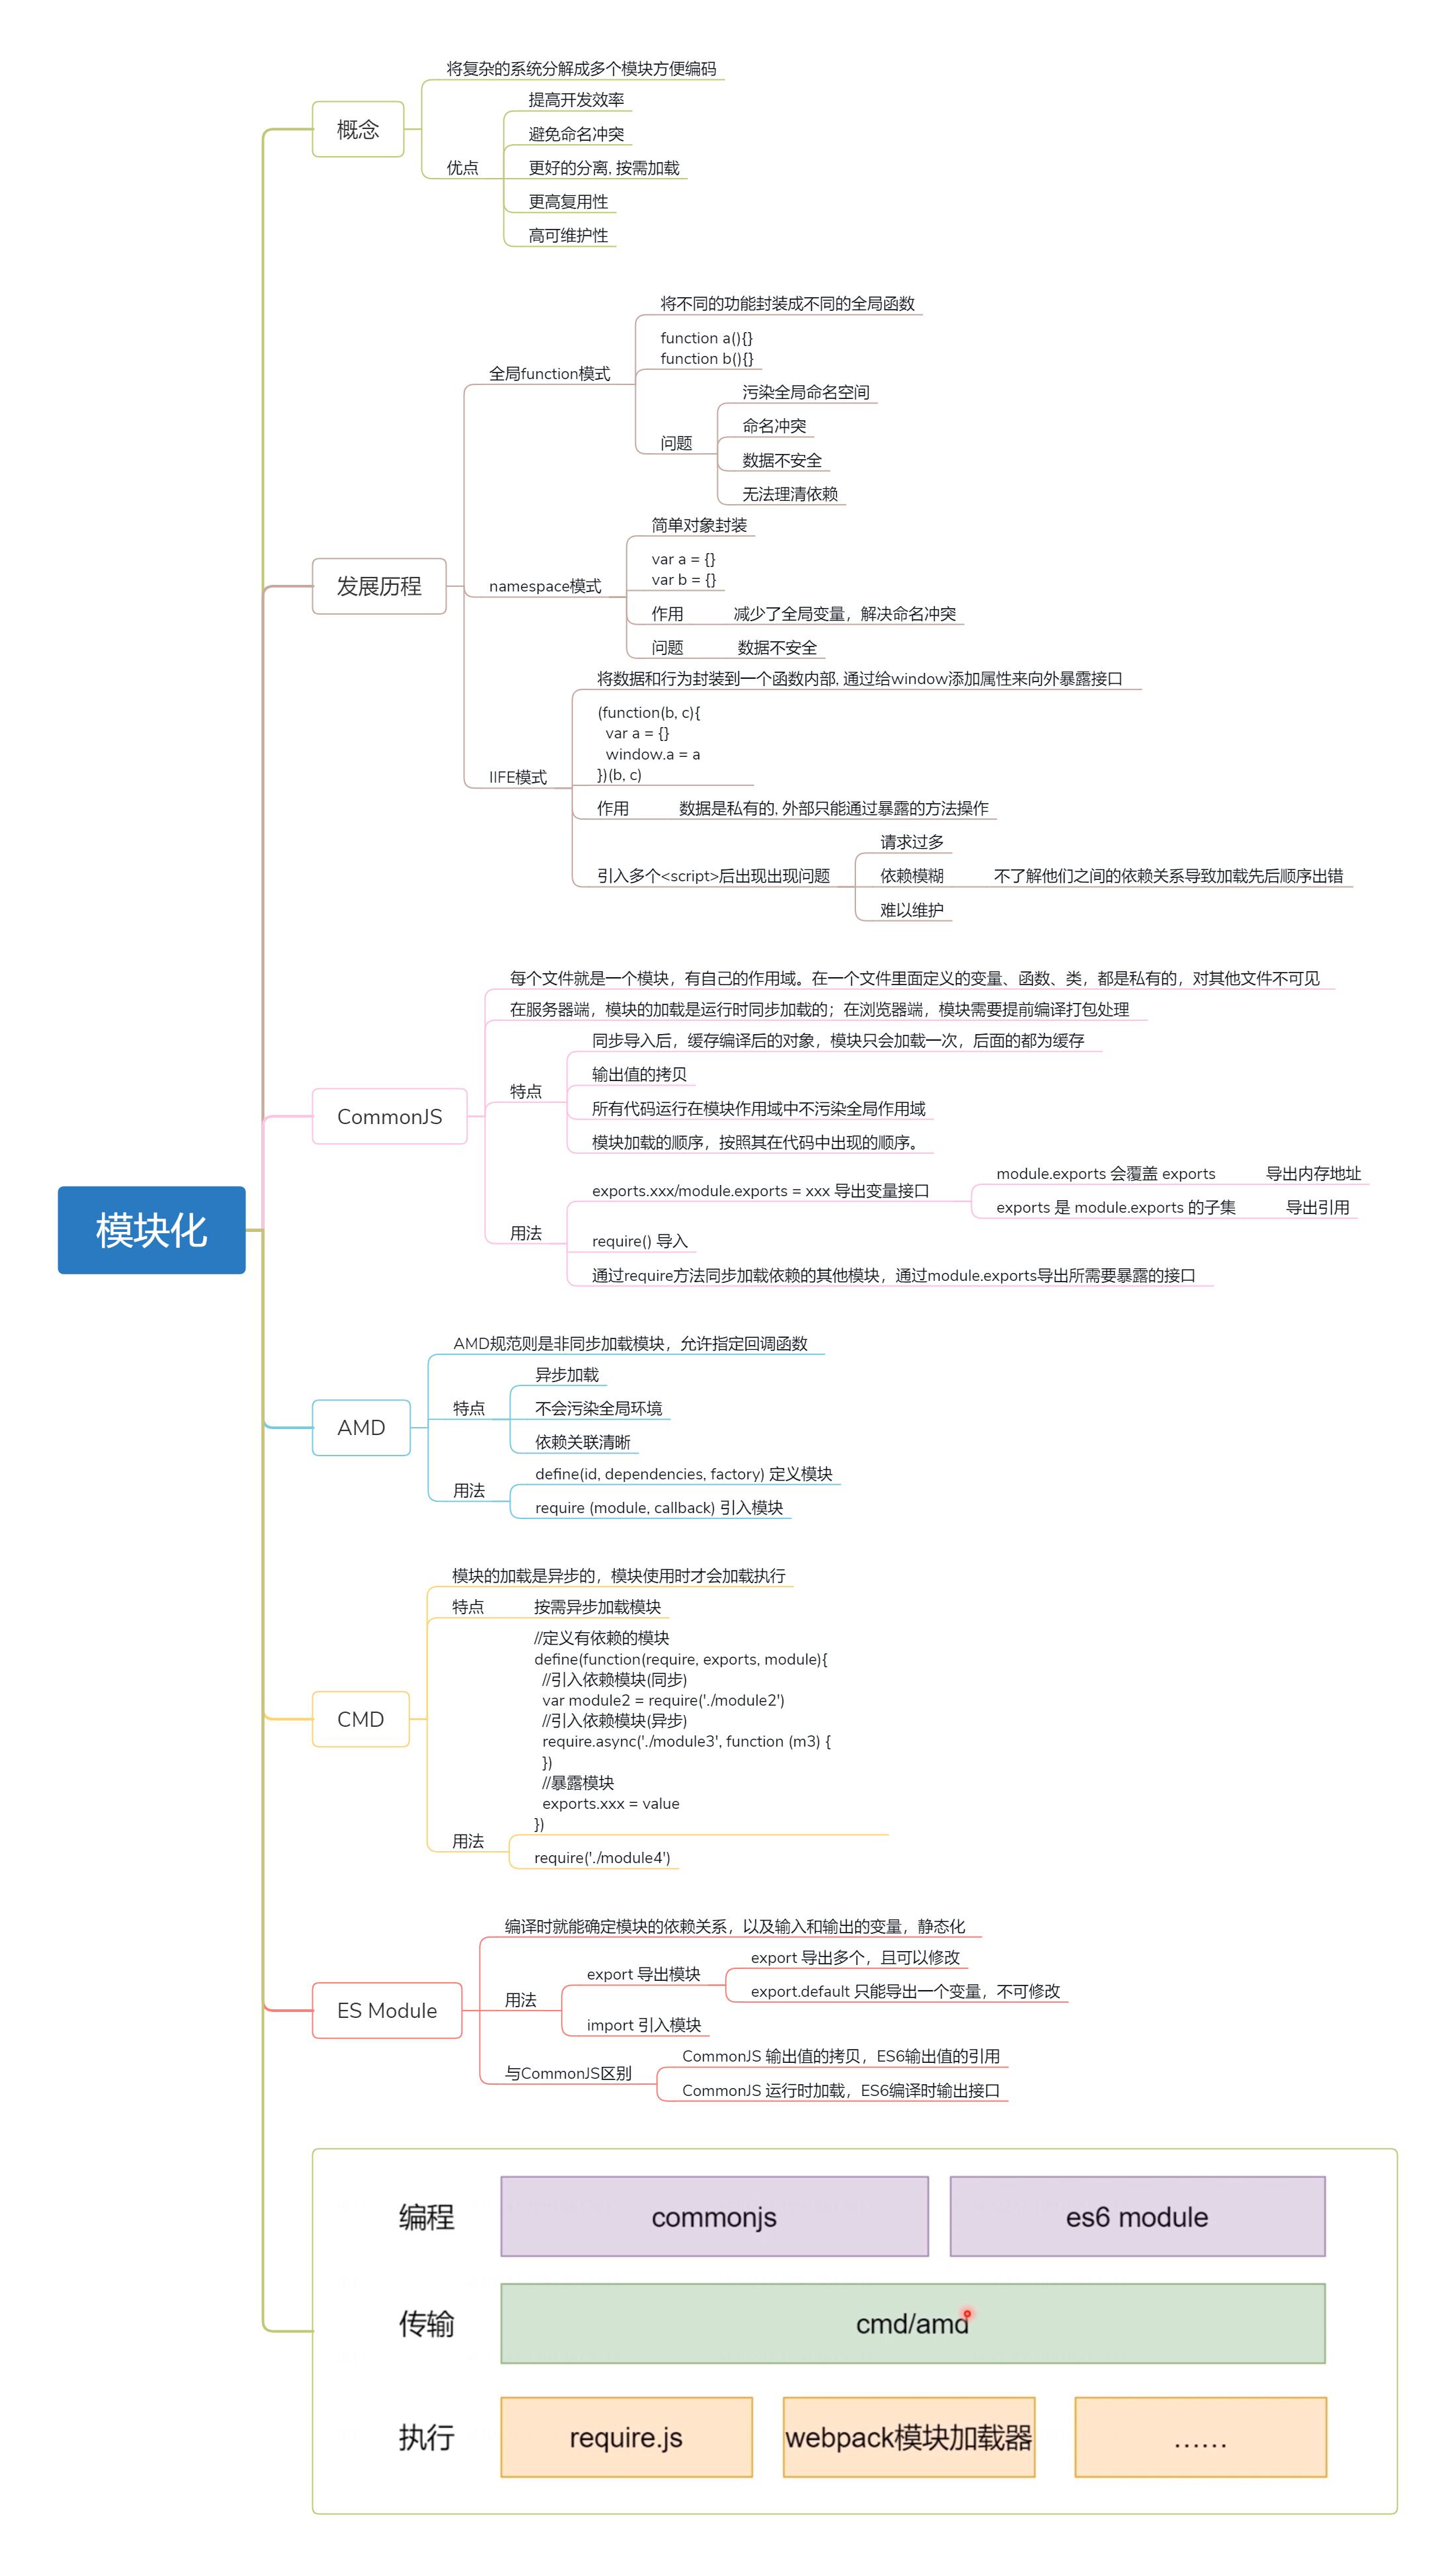 模块化
概念
将复杂的系统分解成多个模块方便编码
优点
提高开发效率
避免命名冲突
更好的分离, 按需加载
更高复用性
高可维护性
发展历程
全局function模式
将不同的功能封装成不同的全局函数
function a(){}
function b(){}
问题
污染全局命名空间
命名冲突
数据不安全
无法理清依赖
namespace模式
简单对象封装
var a = {}
var b = {}
作用
减少了全局变量，解决命名冲突
问题
数据不安全
IIFE模式
将数据和行为封装到一个函数内部, 通过给window添加属性来向外暴露接口
(function(b, c){
var a = {}
window.a = a
})(b, c)
作用
数据是私有的, 外部只能通过暴露的方法操作
引入多个<script>后出现出现问题
请求过多
依赖模糊
不了解他们之间的依赖关系导致加载先后顺序出错
难以维护
CommonJS
每个文件就是一个模块，有自己的作用域。在一个文件里面定义的变量、函数、类，都是私有的，对其他文件不可见
在服务器端，模块的加载是运行时同步加载的；在浏览器端，模块需要提前编译打包处理
特点
同步导入后，缓存编译后的对象，模块只会加载一次，后面的都为缓存
输出值的拷贝
所有代码运行在模块作用域中不污染全局作用域
模块加载的顺序，按照其在代码中出现的顺序。
用法
exports.xxx/module.exports = xxx 导出变量接口
module.exports 会覆盖 exports
导出内存地址
exports 是 module.exports 的子集
导出引用
require() 导入
通过require方法同步加载依赖的其他模块，通过module.exports导出所需要暴露的接口
AMD
AMD规范则是非同步加载模块，允许指定回调函数
特点
异步加载
不会污染全局环境
依赖关联清晰
用法
define(id, dependencies, factory) 定义模块
require (module, callback) 引入模块
CMD
模块的加载是异步的，模块使用时才会加载执行
特点
按需异步加载模块
用法
//定义有依赖的模块
define(function(require, exports, module){
//引入依赖模块(同步)
var module2 = require('./module2')
//引入依赖模块(异步)
require.async('./module3', function (m3) {
})
//暴露模块
exports.xxx = value
})
require('./module4')
ES Module
编译时就能确定模块的依赖关系，以及输入和输出的变量，静态化
用法
export 导出模块
export 导出多个，且可以修改
export.default 只能导出一个变量，不可修改
import 引入模块
与CommonJS区别
CommonJS 输出值的拷贝，ES6输出值的引用
CommonJS 运行时加载，ES6编译时输出接口
编程
commonjs
es6 module
传输
cmd/amd
执行
require.js
webpack模块加载器
……